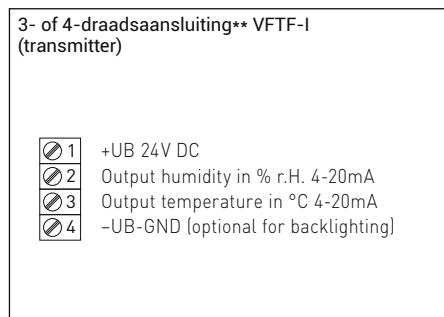 3- of 4-draadsaansluiting** VFTF-I
(transmitter)
1 +UB 24V DC
2 Output humidity in % r.H. 4-20mA
3 Output temperature in °C 4-20mA
4 –UB-GND (optional for backlighting)